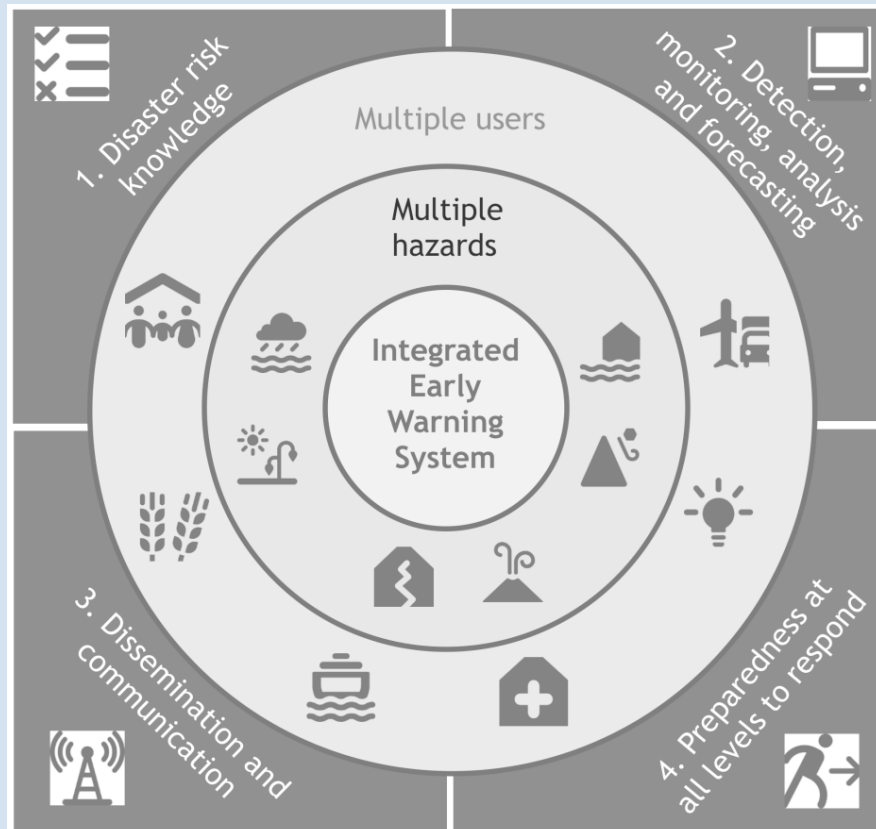 1. Disaster risk
knowledge
2. Detection,
monitoring, analysis
and forecasting
Multiple users
Multiple
hazards
Integrated
Early
Warning
System
3. Dissemination and
communication
4. Preparedness at
all levels to respond